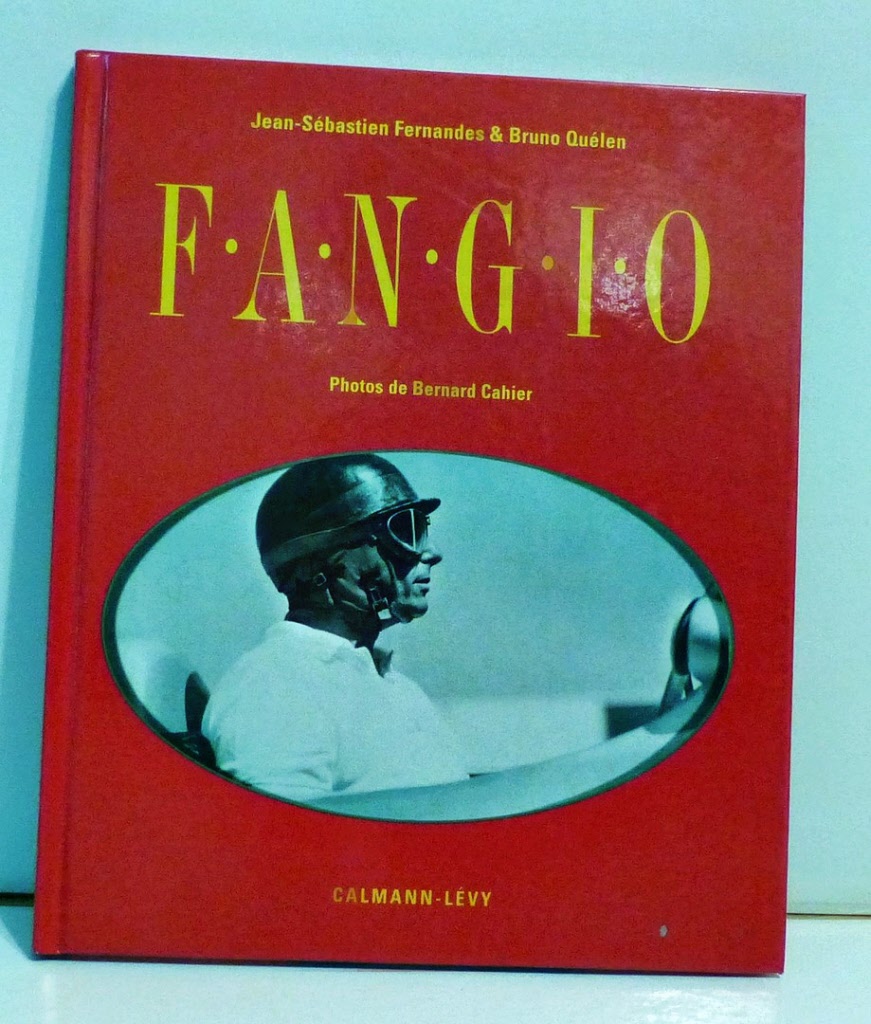 Jean-Sébastien Fernandes & Bruno Quélen
F·A·N·G·I·O
Photos de Bernard Cahier
CALMANN-LÉVY